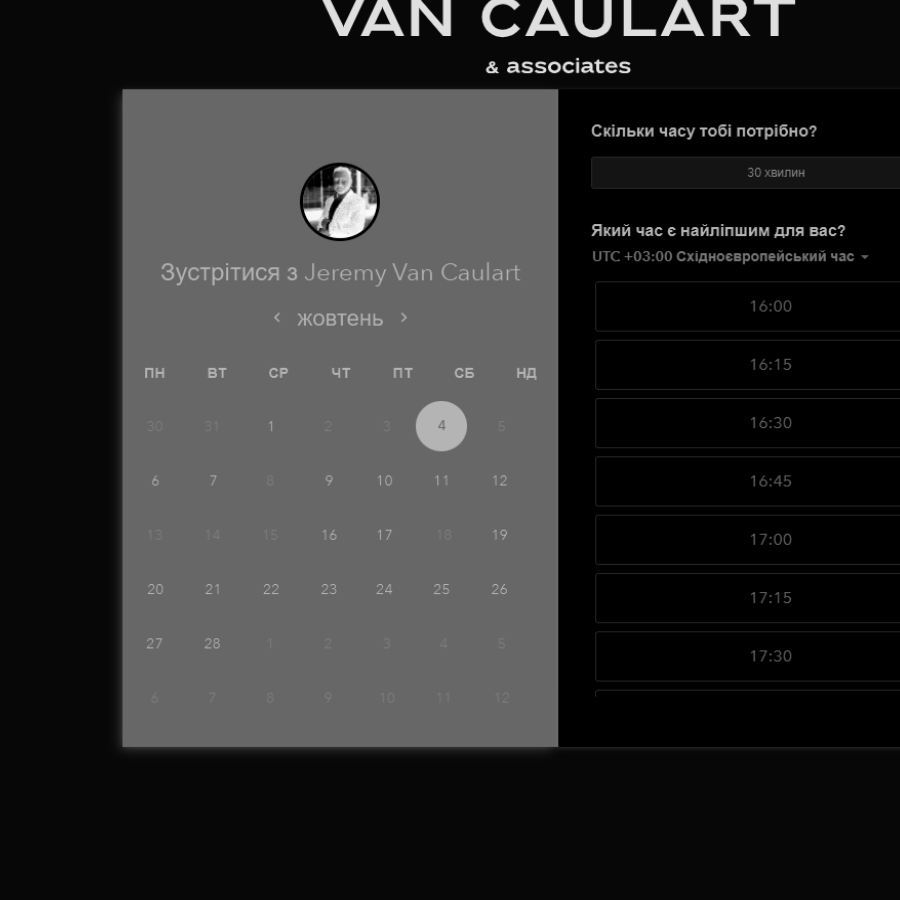 VAN CAULART
& associates
Зустрітися з Jeremy Van Caulart
жовтень
ПН ВТ СР ЧТ ПТ СБ НД
30 31 1 2 3 4 5
6 7 8 9 10 11 12
13 14 15 16 17 18 19
20 21 22 23 24 25 26
27 28 1 2 3 4 5
6 7 8 9 10 11 12
Скільки часу тобі потрібно?
30 хвилин
Який час є найліпшим для вас?
UTC +03:00 Східноєвропейський час
16:00
16:15
16:30
16:45
17:00
17:15
17:30